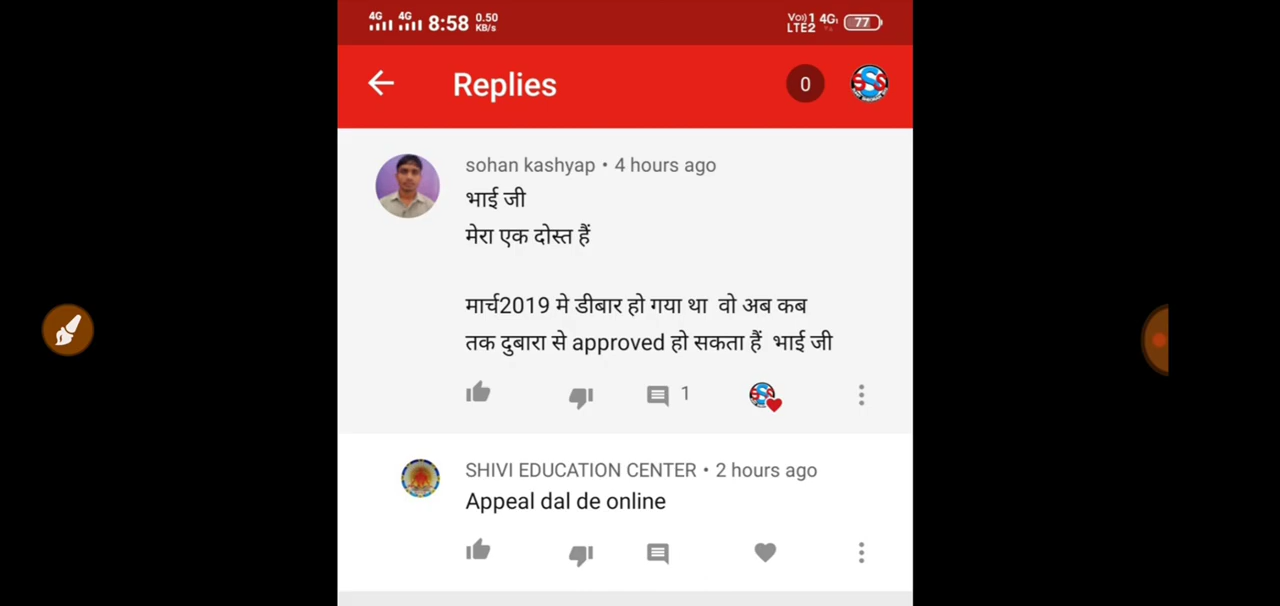 4G 4G 8:58 0.50 KB/s Vo) 1 LTE2 4G 77
Replies 0
sohan kashyap • 4 hours ago
भाई जी
मेरा एक दोस्त हैं
मार्च2019 मे डीबार हो गया था वो अब कब
तक दुबारा से approved हो सकता हैं भाई जी
1
SHIVI EDUCATION CENTER • 2 hours ago
Appeal dal de online